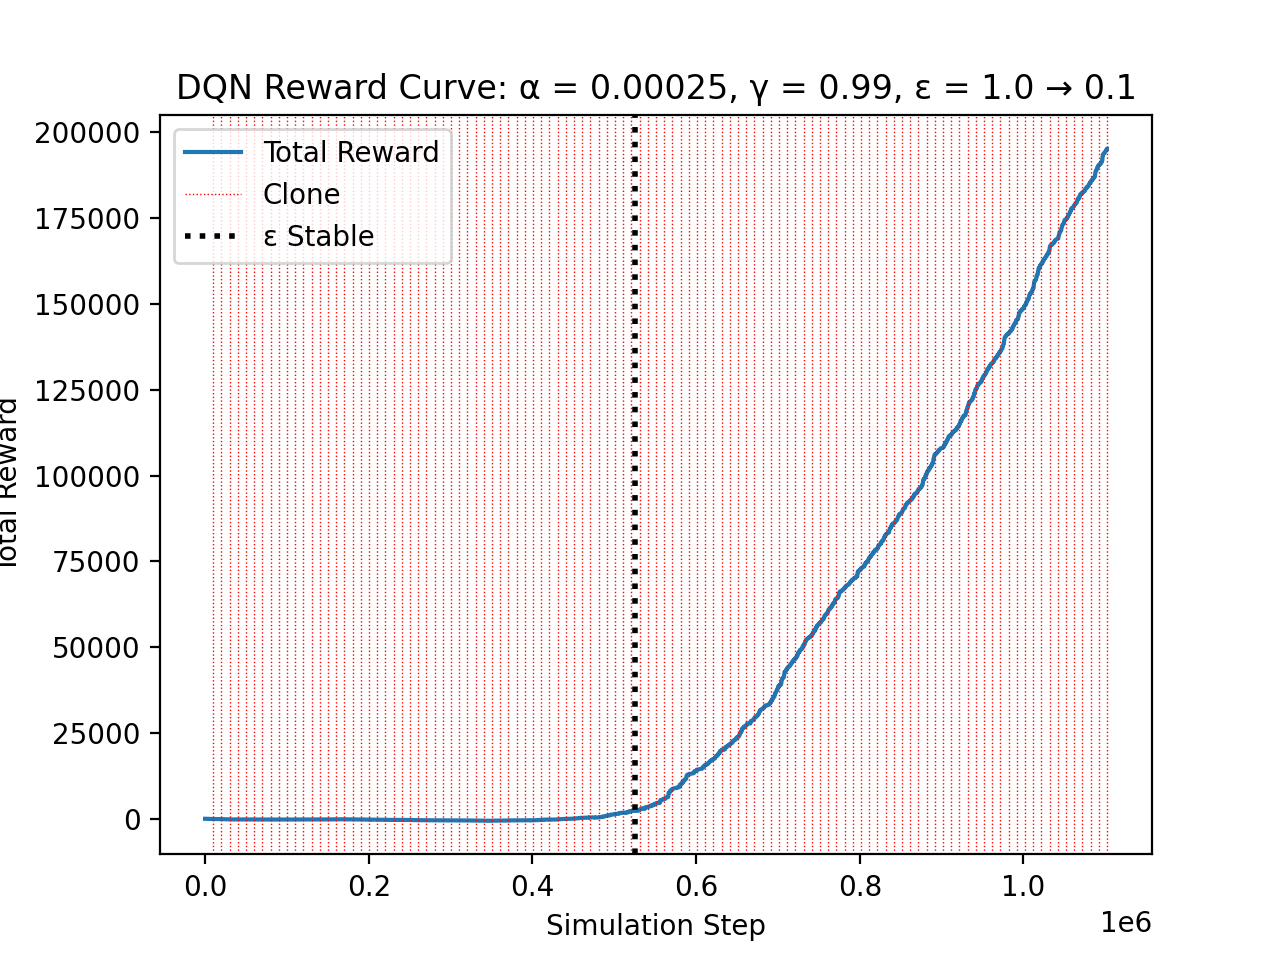 DQN Reward Curve: α = 0.00025, γ = 0.99, ε = 1.0 → 0.1
Total Reward
Clone
ε Stable
200000
175000
150000
125000
100000
75000
50000
25000
0
Total Reward
0.0 0.2 0.4 0.6 0.8 1.0
1e6
Simulation Step